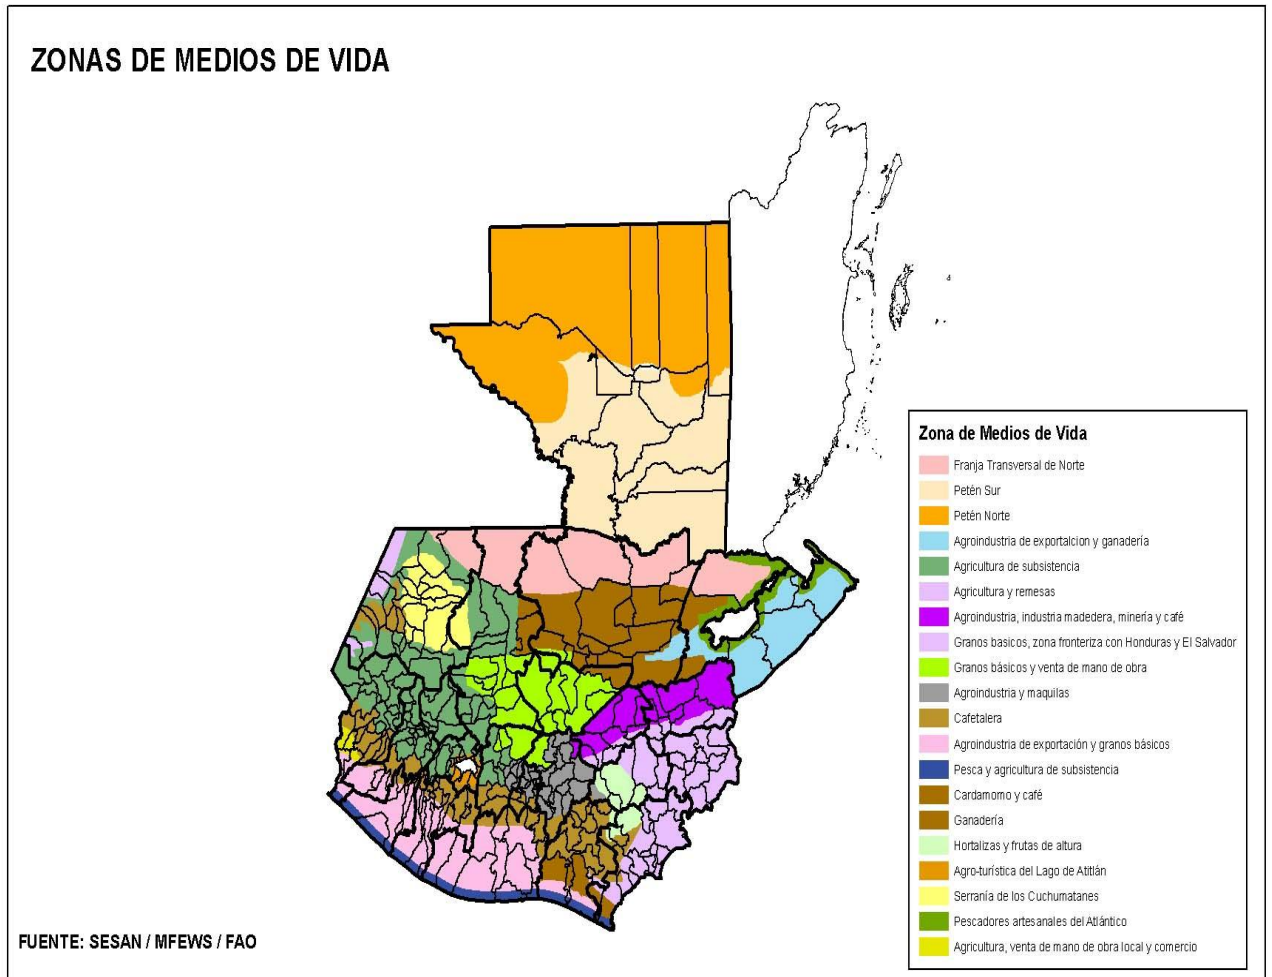 ZONAS DE MEDIOS DE VIDA
Zona de Medios de Vida
Franja Transversal de Norte
Petén Sur
Petén Norte
Agroindustria de exportalcion y ganadería
Agricultura de subsistencia
Agricultura y remesas
Agroindustria, industria madedera, minería y café
Granos basicos, zona fronteriza con Honduras y El Salvador
Granos básicos y venta de mano de obra
Agroindustria y maquilas
Cafetalera
Agroindustria de exportación y granos básicos
Pesca y agricultura de subsistencia
Cardamomo y café
Ganadería
Hortalizas y frutas de altura
Agro-turística del Lago de Atitlán
Serranía de los Cuchumatanes
Pescadores artesanales del Atlántico
Agricultura, venta de mano de obra local y comercio
FUENTE: SESAN / MFEWS / FAO